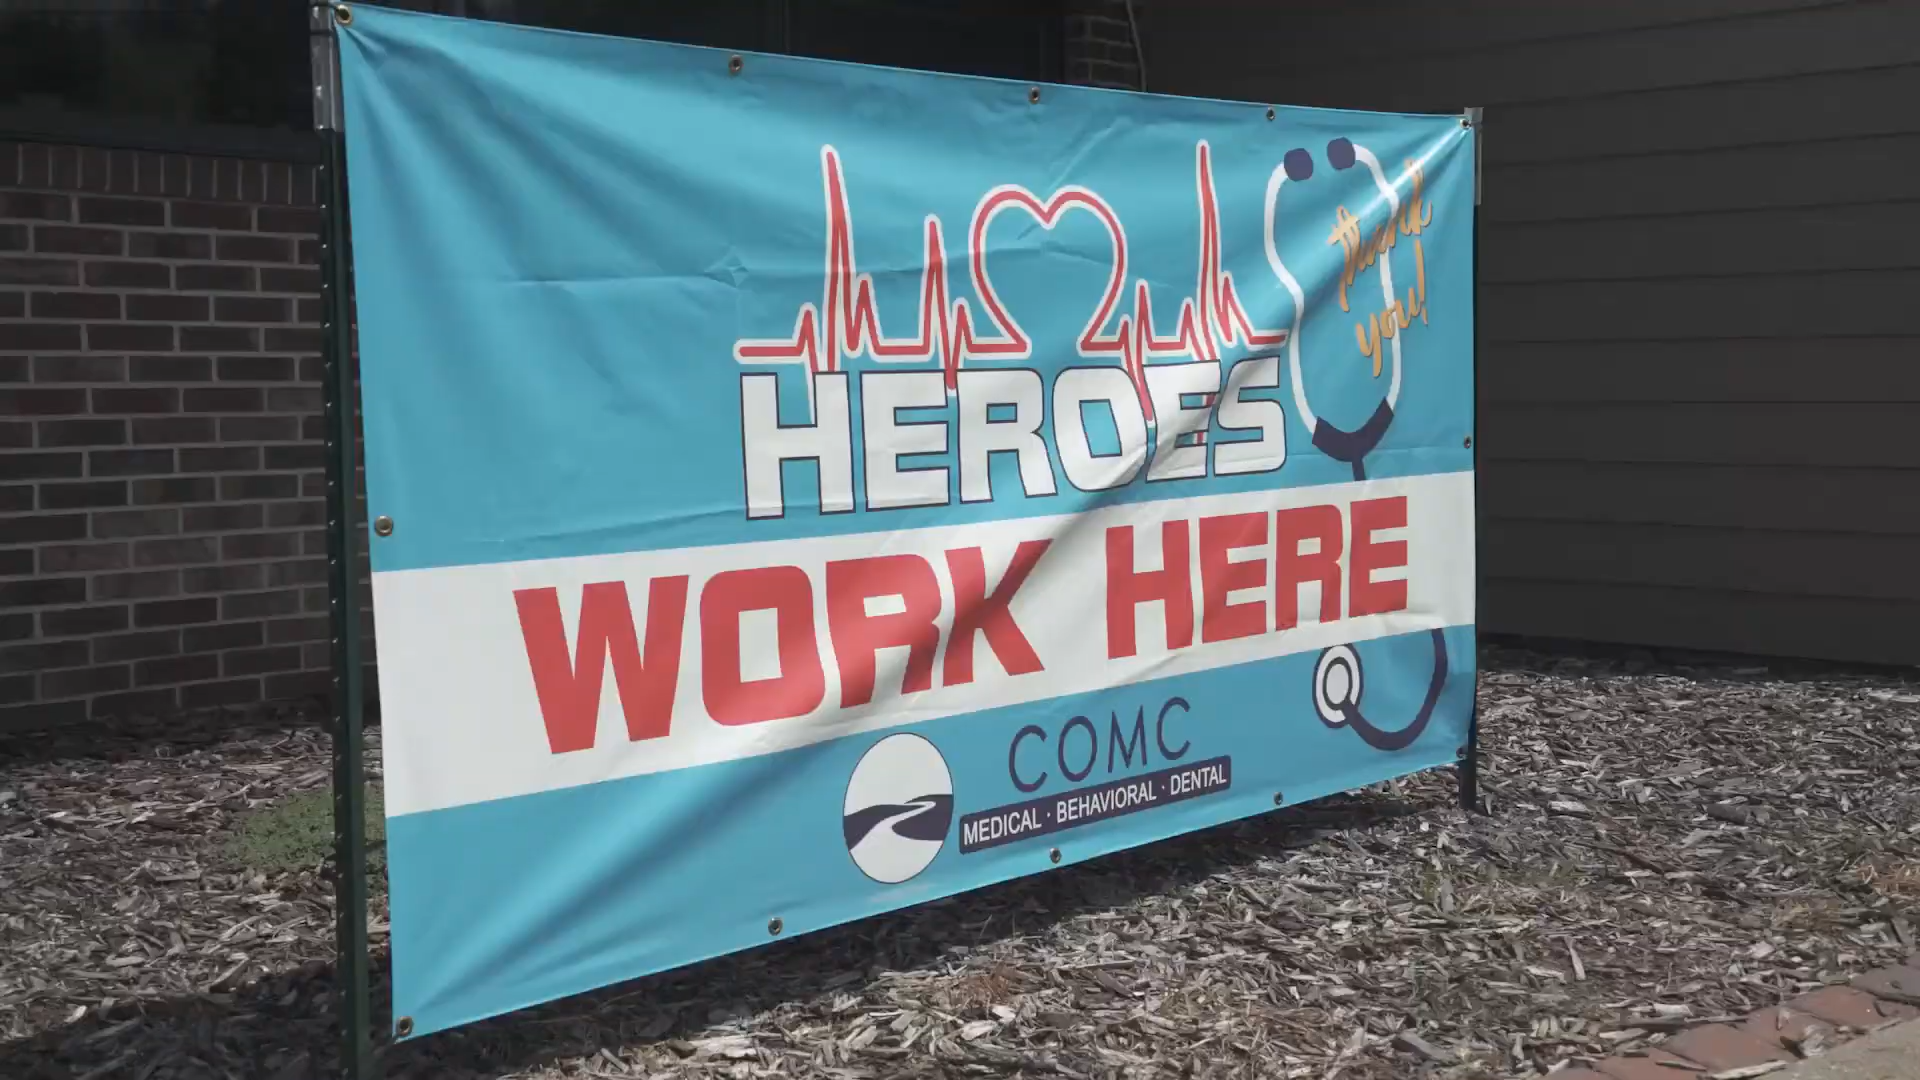 thank
you!
HEROES
WORK HERE
COMC
MEDICAL · BEHAVIORAL · DENTAL